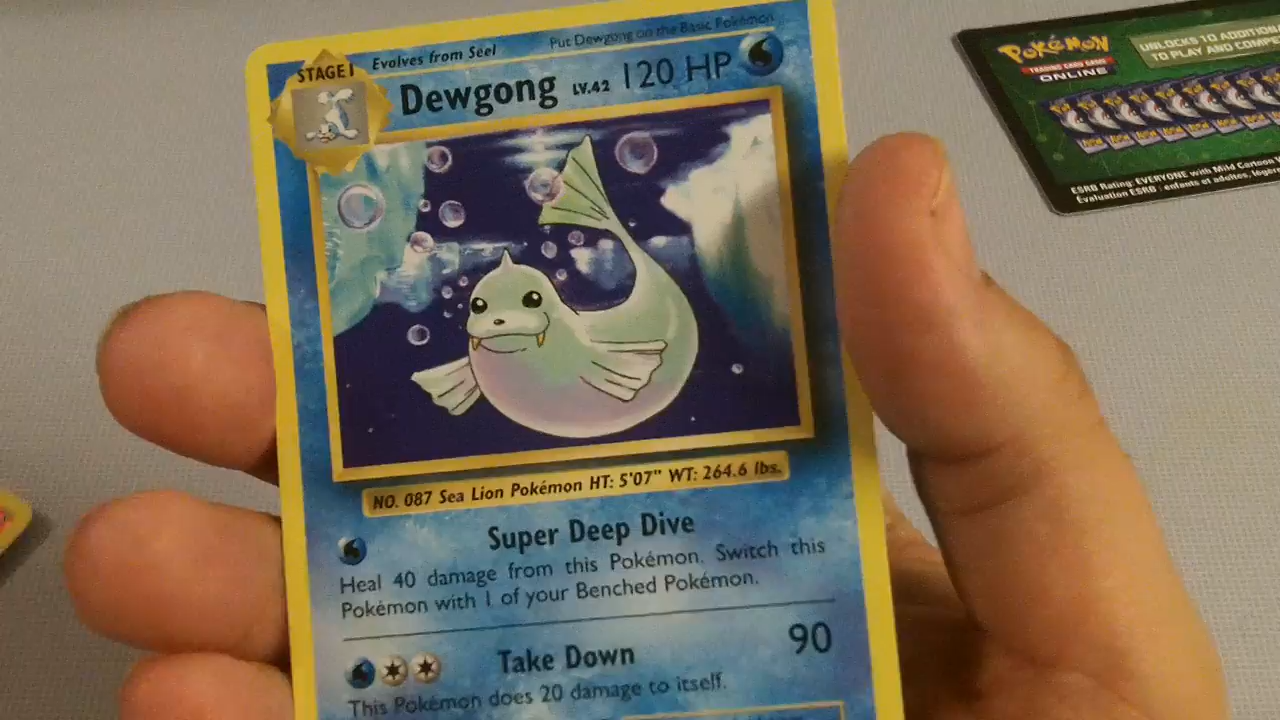 Evolves from Seel
Put Dewgong on the Basic Pokémon
STAGE 1
Dewgong LV.42 120 HP
NO. 087 Sea Lion Pokémon HT: 5'07" WT: 264.6 lbs.
Super Deep Dive
Heal 40 damage from this Pokémon. Switch this
Pokémon with 1 of your Benched Pokémon.
Take Down 90
This Pokémon does 20 damage to itself.
POKéMON
TRADING CARD GAME
ONLINE
UNLOCKS 10 ADDITION
TO PLAY AND COMPE
ESRB Rating: EVERYONE with Mild Cartoon
Évaluation ESRB : enfants et adultes, lége